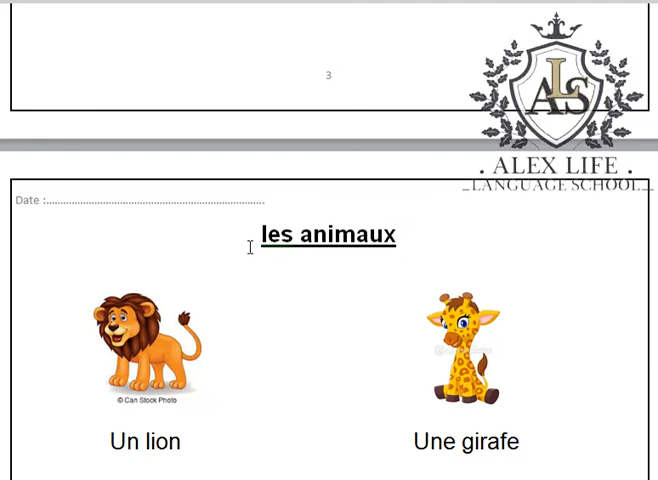 3
ALS
. ALEX LIFE .
LANGUAGE SCHOOL
Date :......................................................................
les animaux
© Can Stock Photo
Un lion
Une girafe